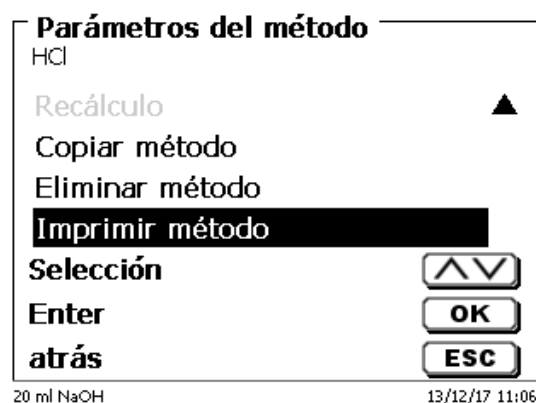 Parámetros del método
HCl
Recálculo
Copiar método
Eliminar método
Imprimir método
Selección
Enter OK
atrás ESC
20 ml NaOH 13/12/17 11:06